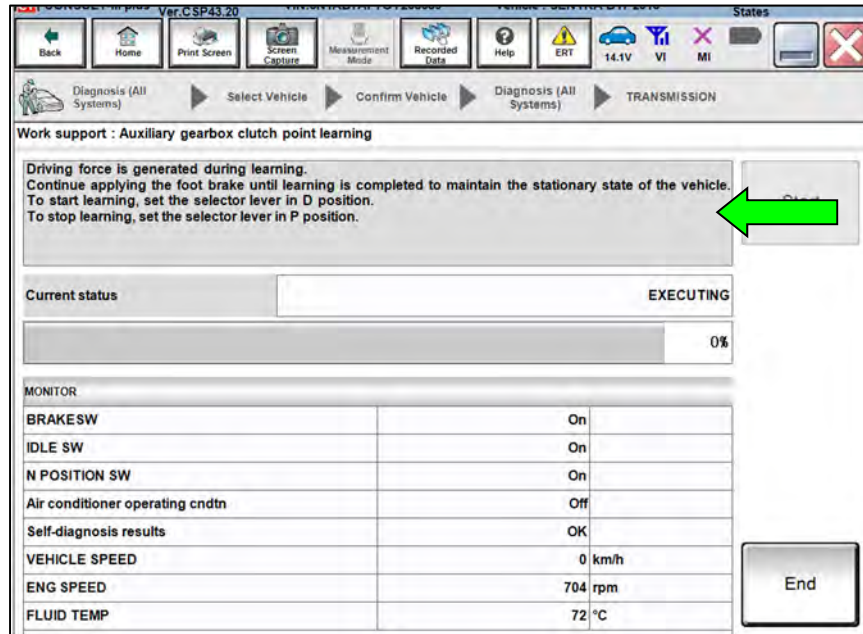 Ver.CSP43.20
States
Back
Home
Print Screen
Screen
Capture
Measurement
Mode
Recorded
Data
Help
ERT
14.1V
VI
MI
Diagnosis (All
Systems)
Select Vehicle
Confirm Vehicle
Diagnosis (All
Systems)
TRANSMISSION
Work support : Auxiliary gearbox clutch point learning
Driving force is generated during learning.
Continue applying the foot brake until learning is completed to maintain the stationary state of the vehicle.
To start learning, set the selector lever in D position.
To stop learning, set the selector lever in P position.
Current status EXECUTING
0%
MONITOR
BRAKESW On
IDLE SW On
N POSITION SW On
Air conditioner operating cndtn Off
Self-diagnosis results OK
VEHICLE SPEED 0 km/h
ENG SPEED 704 rpm
FLUID TEMP 72 °C
End